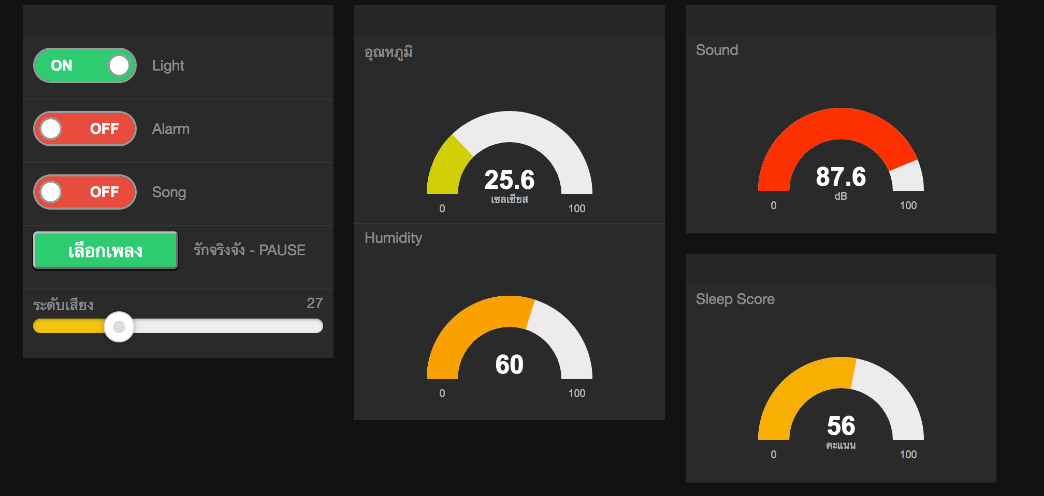 ON Light
OFF Alarm
OFF Song
เลือกเพลง รักจริงจัง - PAUSE
ระดับเสียง 27
อุณหภูมิ
25.6
เซลเซียส
0 100
Humidity
60
0 100
Sound
87.6
dB
0 100
Sleep Score
56
คะแนน
0 100